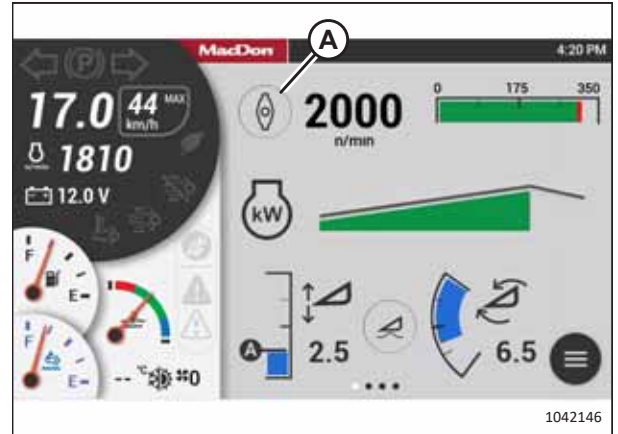 A
MacDon
4:20 PM
P
17.0
44 MAX
km/h
2000
n/min
0 175 350
n/min 1810
12.0 V
kW
F
E
F
E
A
2.5
6.5
-- °C
0
1042146